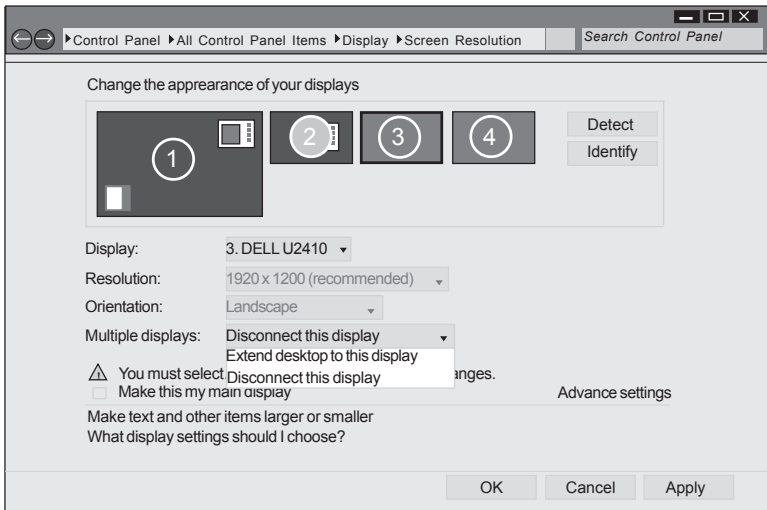 Control Panel All Control Panel Items Display Screen Resolution Search Control Panel
Change the apprearance of your displays
1 2 3 4
Detect
Identify
Display: 3. DELL U2410
Resolution: 1920 x 1200 (recommended)
Orientation: Landscape
Multiple displays: Disconnect this display
Extend desktop to this display
Disconnect this display
You must select anges.
Make this my main display
Advance settings
Make text and other items larger or smaller
What display settings should I choose?
OK Cancel Apply